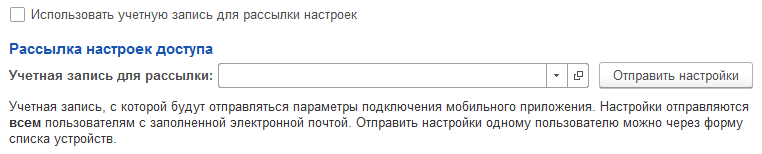 Использовать учетную запись для рассылки настроек
Рассылка настроек доступа
Учетная запись для рассылки: Отправить настройки
Учетная запись, с которой будут отправляться параметры подключения мобильного приложения. Настройки отправляются
всем пользователям с заполненной электронной почтой. Отправить настройки одному пользователю можно через форму
списка устройств.